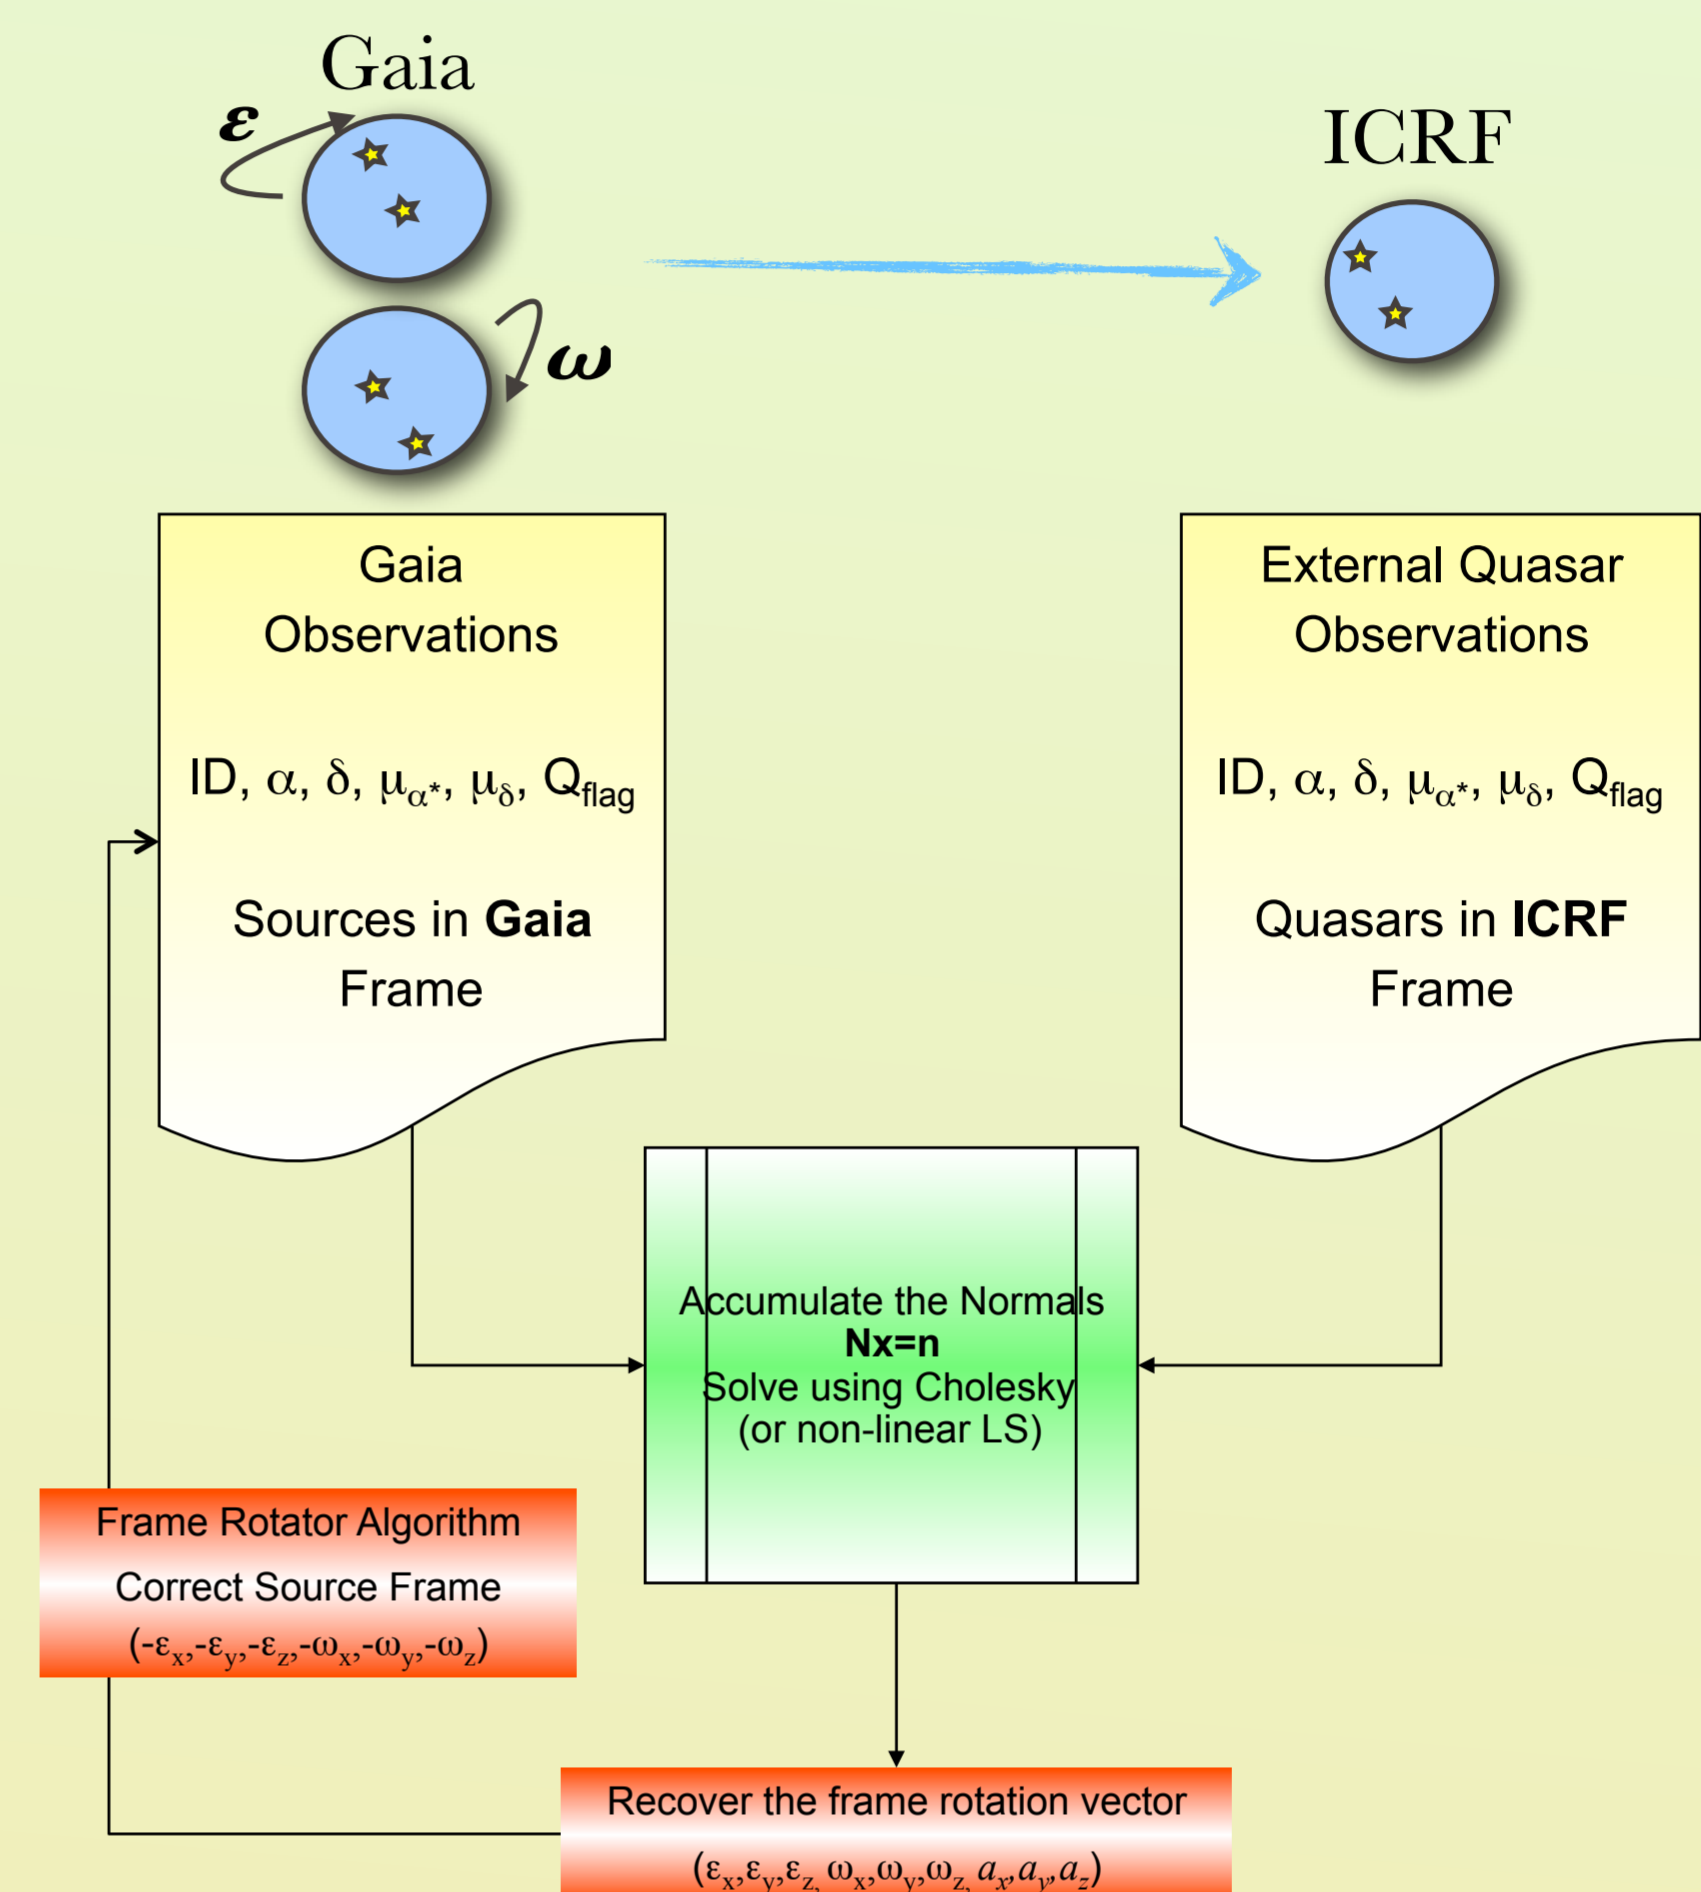 Gaia
ε
ω
ICRF
Gaia
Observations
ID, α, δ, μα*, μδ, Qflag
Sources in Gaia
Frame
External Quasar
Observations
ID, α, δ, μα*, μδ, Qflag
Quasars in ICRF
Frame
Accumulate the Normals
Nx=n
Solve using Cholesky
(or non-linear LS)
Frame Rotator Algorithm
Correct Source Frame
(-εx,-εy,-εz,-ωx,-ωy,-ωz)
Recover the frame rotation vector
(εx,εy,εz, ωx,ωy,ωz, ax,ay,az)